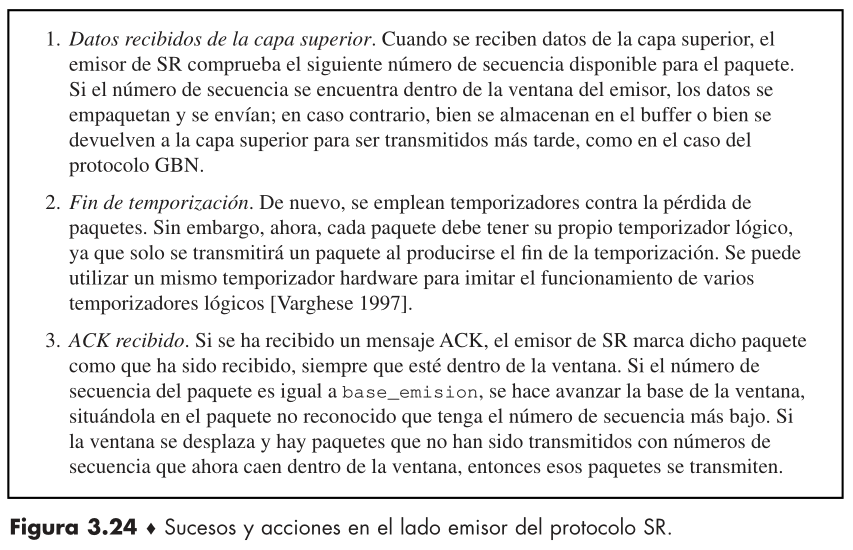 1. Datos recibidos de la capa superior. Cuando se reciben datos de la capa superior, el
emisor de SR comprueba el siguiente número de secuencia disponible para el paquete.
Si el número de secuencia se encuentra dentro de la ventana del emisor, los datos se
empaquetan y se envían; en caso contrario, bien se almacenan en el buffer o bien se
devuelven a la capa superior para ser transmitidos más tarde, como en el caso del
protocolo GBN.
2. Fin de temporización. De nuevo, se emplean temporizadores contra la pérdida de
paquetes. Sin embargo, ahora, cada paquete debe tener su propio temporizador lógico,
ya que solo se transmitirá un paquete al producirse el fin de la temporización. Se puede
utilizar un mismo temporizador hardware para imitar el funcionamiento de varios
temporizadores lógicos [Varghese 1997].
3. ACK recibido. Si se ha recibido un mensaje ACK, el emisor de SR marca dicho paquete
como que ha sido recibido, siempre que esté dentro de la ventana. Si el número de
secuencia del paquete es igual a base_emision, se hace avanzar la base de la ventana,
situándola en el paquete no reconocido que tenga el número de secuencia más bajo. Si
la ventana se desplaza y hay paquetes que no han sido transmitidos con números de
secuencia que ahora caen dentro de la ventana, entonces esos paquetes se transmiten.
Figura 3.24 ♦ Sucesos y acciones en el lado emisor del protocolo SR.